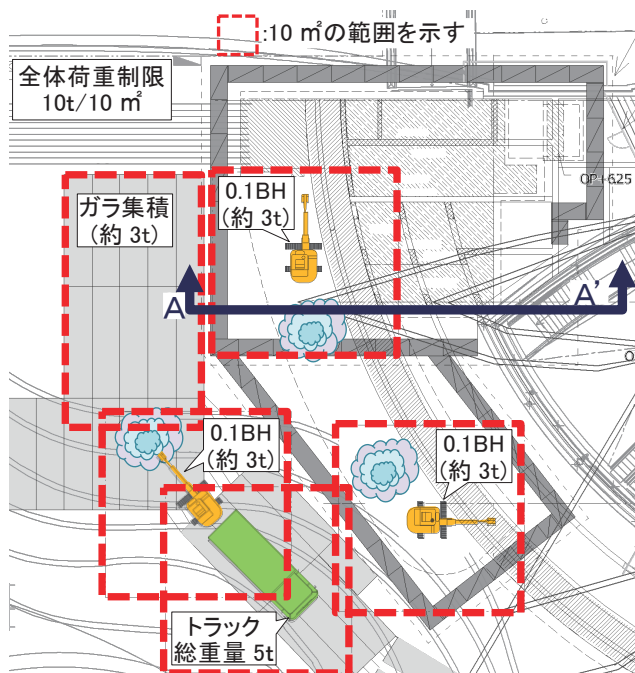 :10 ㎡の範囲を示す
全体荷重制限
10t/10 ㎡
ガラ集積
(約 3t)
0.1BH
(約 3t)
OP+625
A
A'
0.1BH
(約 3t)
0.1BH
(約 3t)
トラック
総重量 5t